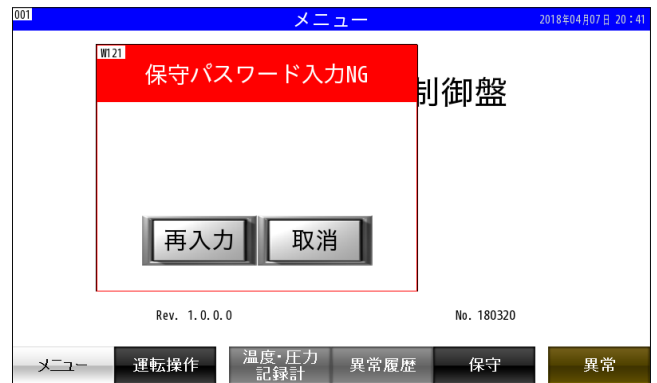 001
メニュー
2018年04月07日 20:41
W121
保守パスワード入力NG
制御盤
再入力
取消
Rev. 1.0.0.0
No. 180320
メニュー
運転操作
温度・圧力
記録計
異常履歴
保守
異常